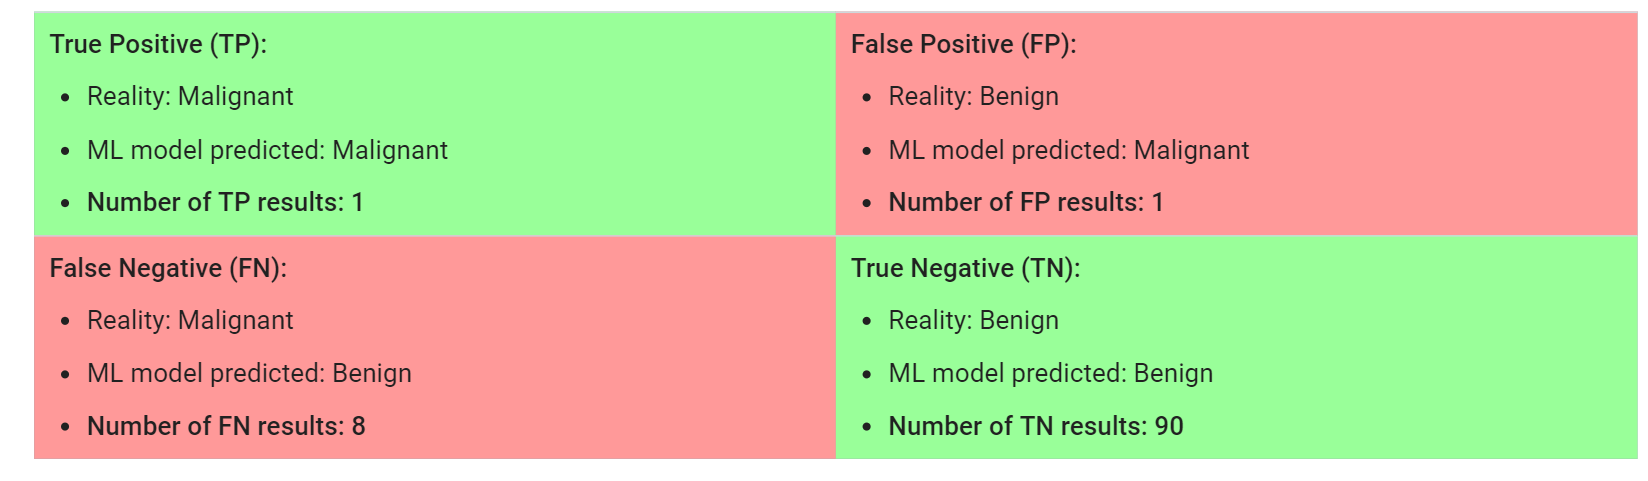 True Positive (TP):
• Reality: Malignant
• ML model predicted: Malignant
• Number of TP results: 1
False Positive (FP):
• Reality: Benign
• ML model predicted: Malignant
• Number of FP results: 1
False Negative (FN):
• Reality: Malignant
• ML model predicted: Benign
• Number of FN results: 8
True Negative (TN):
• Reality: Benign
• ML model predicted: Benign
• Number of TN results: 90